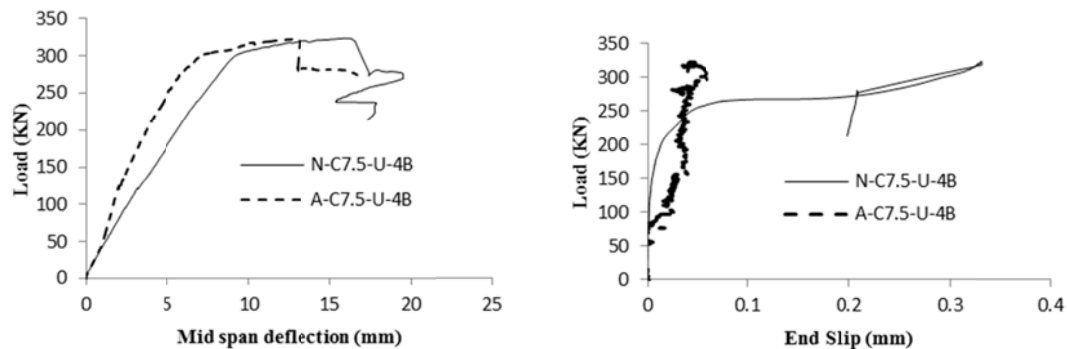 350
300
250
200
150
100
50
0
Load (KN)
N-C7.5-U-4B
A-C7.5-U-4B
0 5 10 15 20 25
Mid span deflection (mm)
350
300
250
200
150
100
50
0
Load (KN)
N-C7.5-U-4B
A-C7.5-U-4B
0 0.1 0.2 0.3 0.4
End Slip (mm)